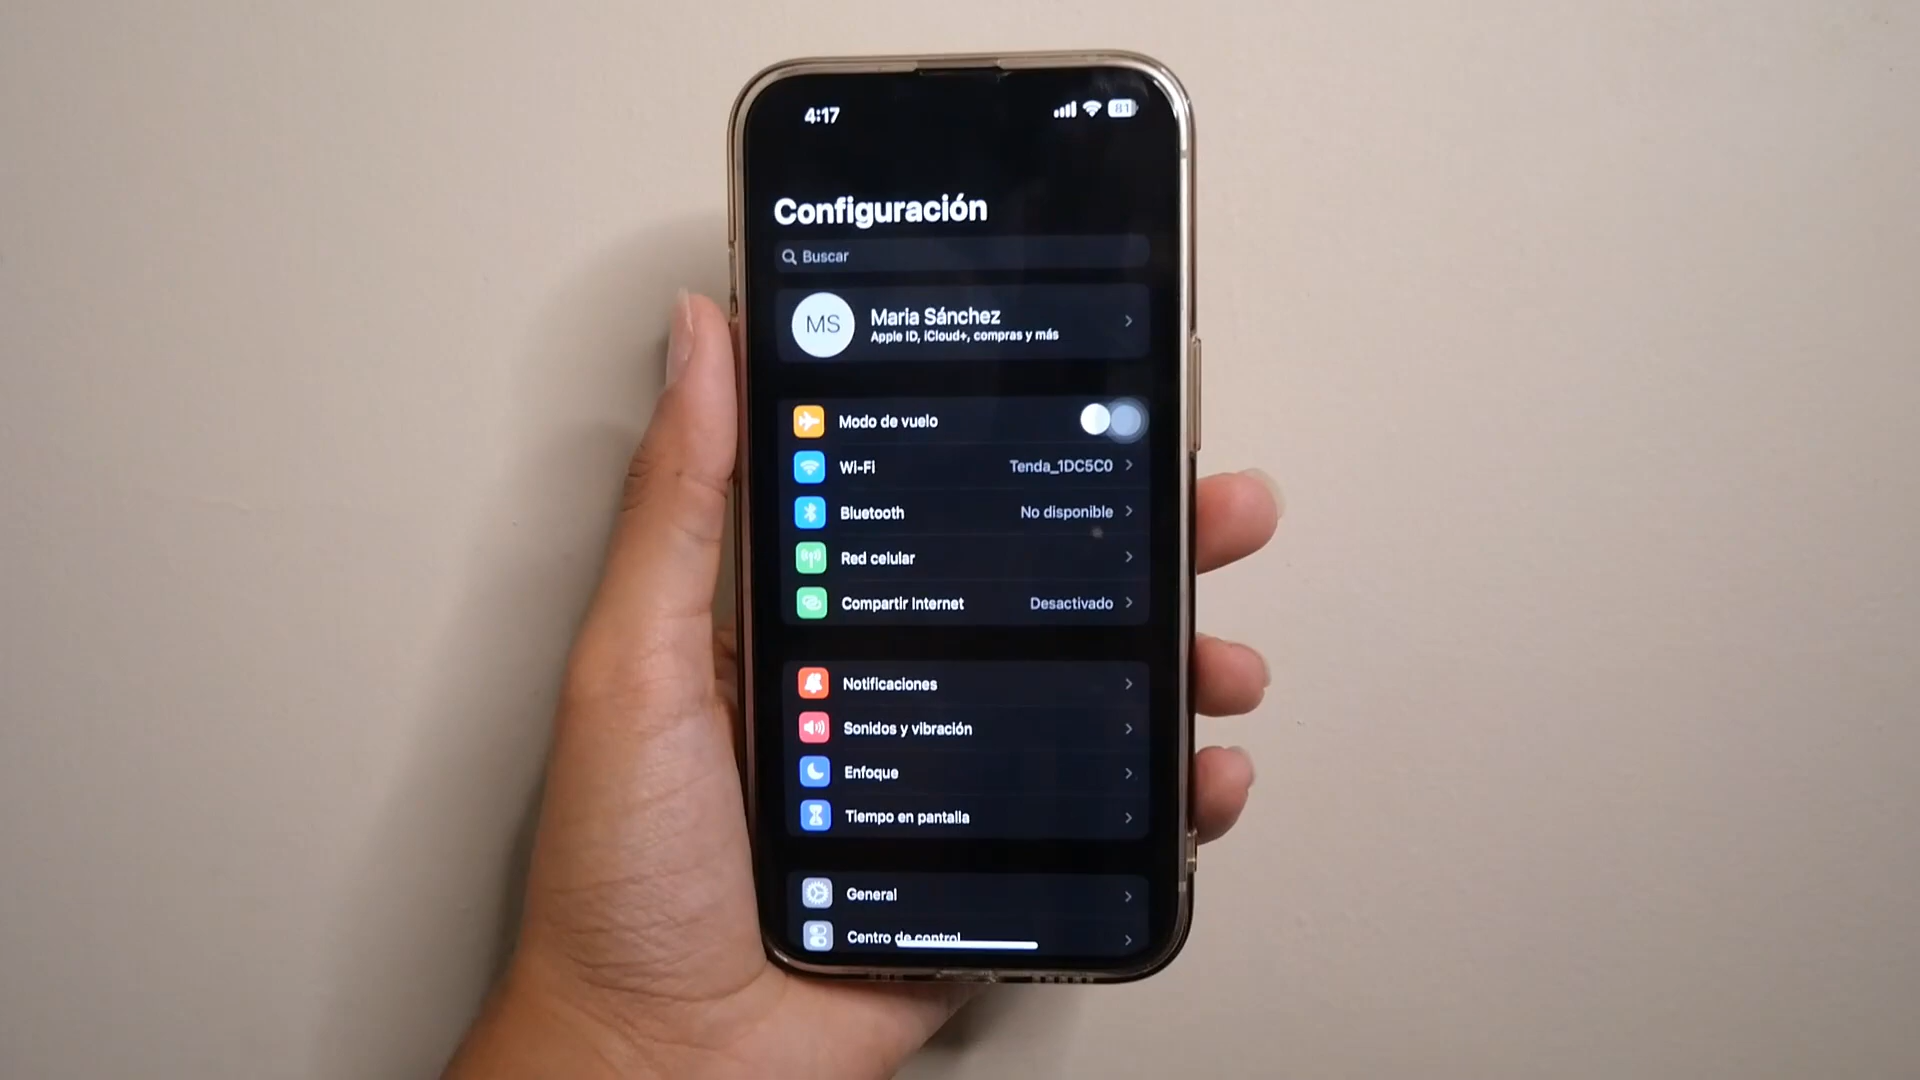 4:17
81
Configuración
Buscar
MS
Maria Sánchez
Apple ID, iCloud+, compras y más
Modo de vuelo
Wi-Fi Tenda_1DC5C0
Bluetooth No disponible
Red celular
Compartir Internet Desactivado
Notificaciones
Sonidos y vibración
Enfoque
Tiempo en pantalla
General
Centro de control